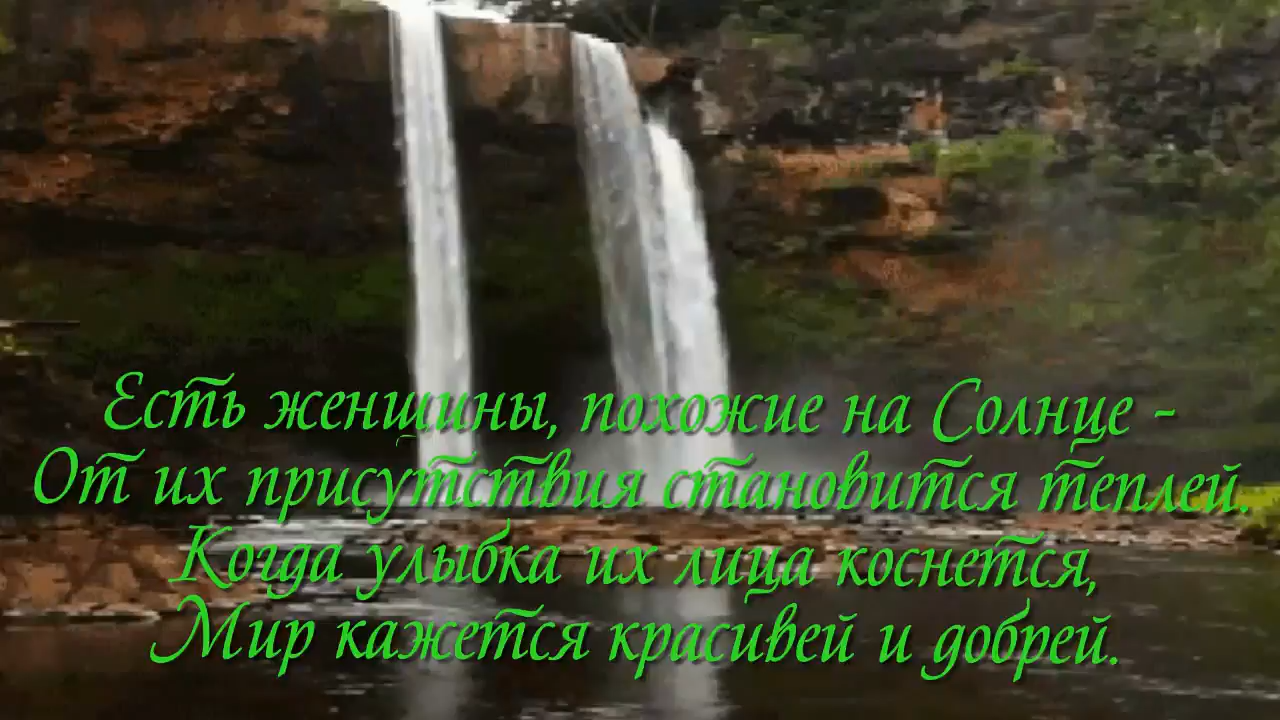 Есть женщины, похожие на Солнце -
От их присутствия становится теплей.
Когда улыбка их лица коснется,
Мир кажется красивей и добрей.